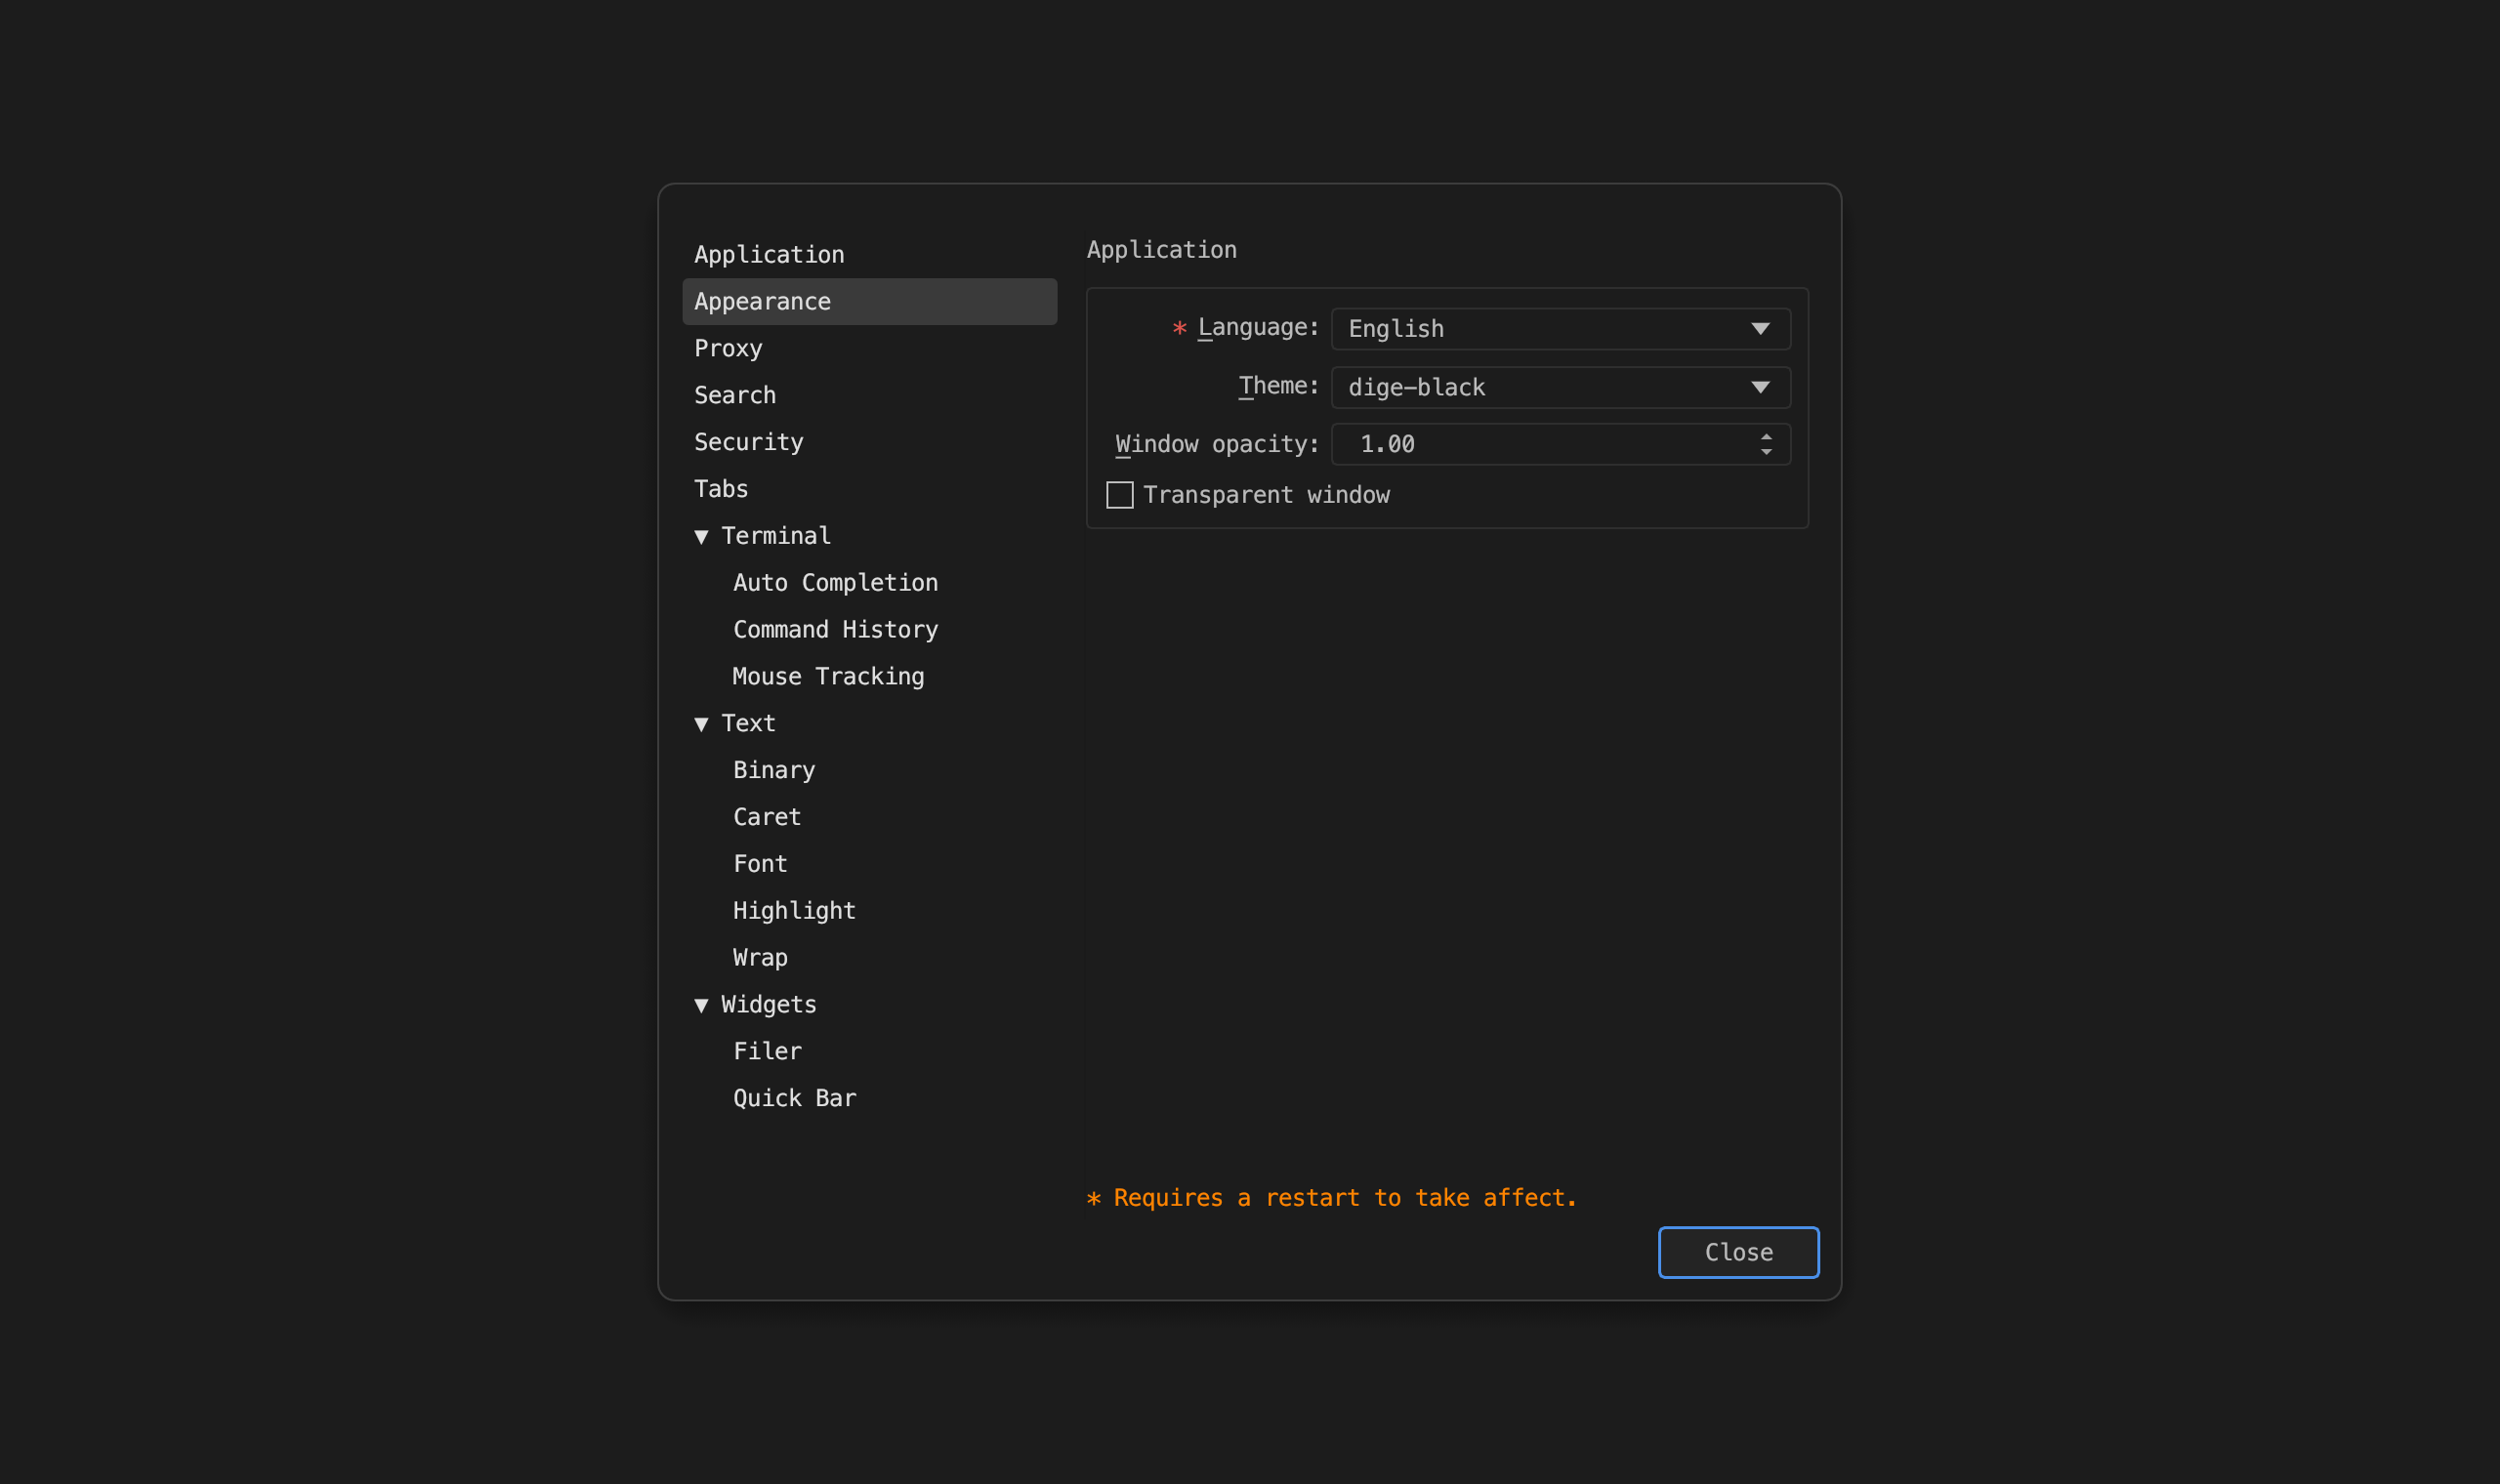 Application
Appearance
Proxy
Search
Security
Tabs
▼ Terminal
Auto Completion
Command History
Mouse Tracking
▼ Text
Binary
Caret
Font
Highlight
Wrap
▼ Widgets
Filer
Quick Bar
Application
* Language: English
Theme: dige-black
Window opacity: 1.00
Transparent window
* Requires a restart to take affect.
Close